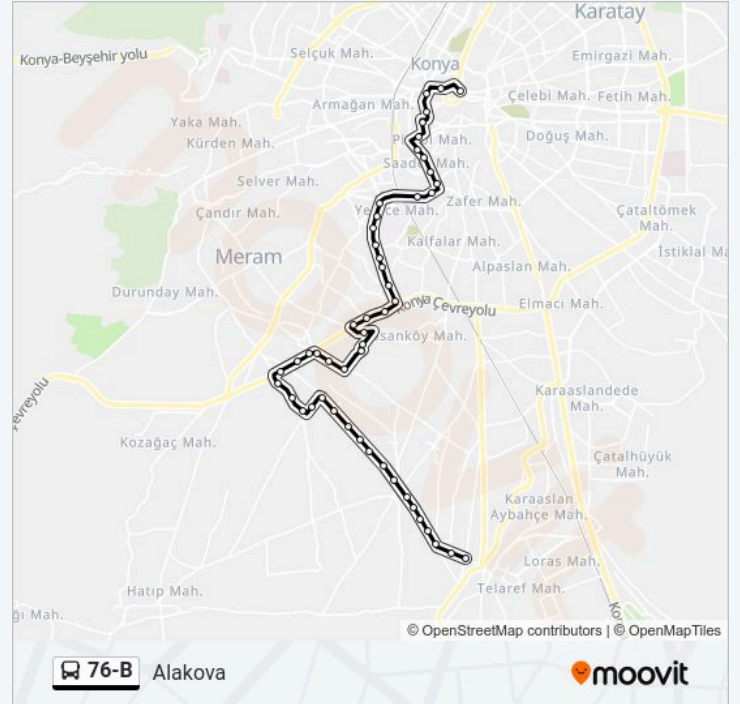 Karatay
Selçuk Mah.
Konya-Beyşehir yolu
Emirgazi Mah.
Konya
Çelebi Mah.
Fetih Mah.
Armağan Mah.
Yaka Mah.
Doğuş Mah.
Kürden Mah.
Mah.
Mah.
Selver Mah.
Zafer Mah.
Çandır Mah.
Çataltömek
Mah.
Kalfalar Mah.
Meram
İstiklal Ma
Alpaslan Mah.
Durunday Mah.
Konya Çevreyolu
Elmacı Mah.
sanköy Mah.
Karaaslandede
Mah.
evreyolu
Kozağaç Mah.
Çatalhüyük
Mah.
Karaaslan
Aybahçe Mah.
Loras Mah.
Hatıp Mah.
Telaref Mah.
ğı Mah.
© OpenStreetMap contributors | © OpenMapTiles
76-B Alakova
moovit